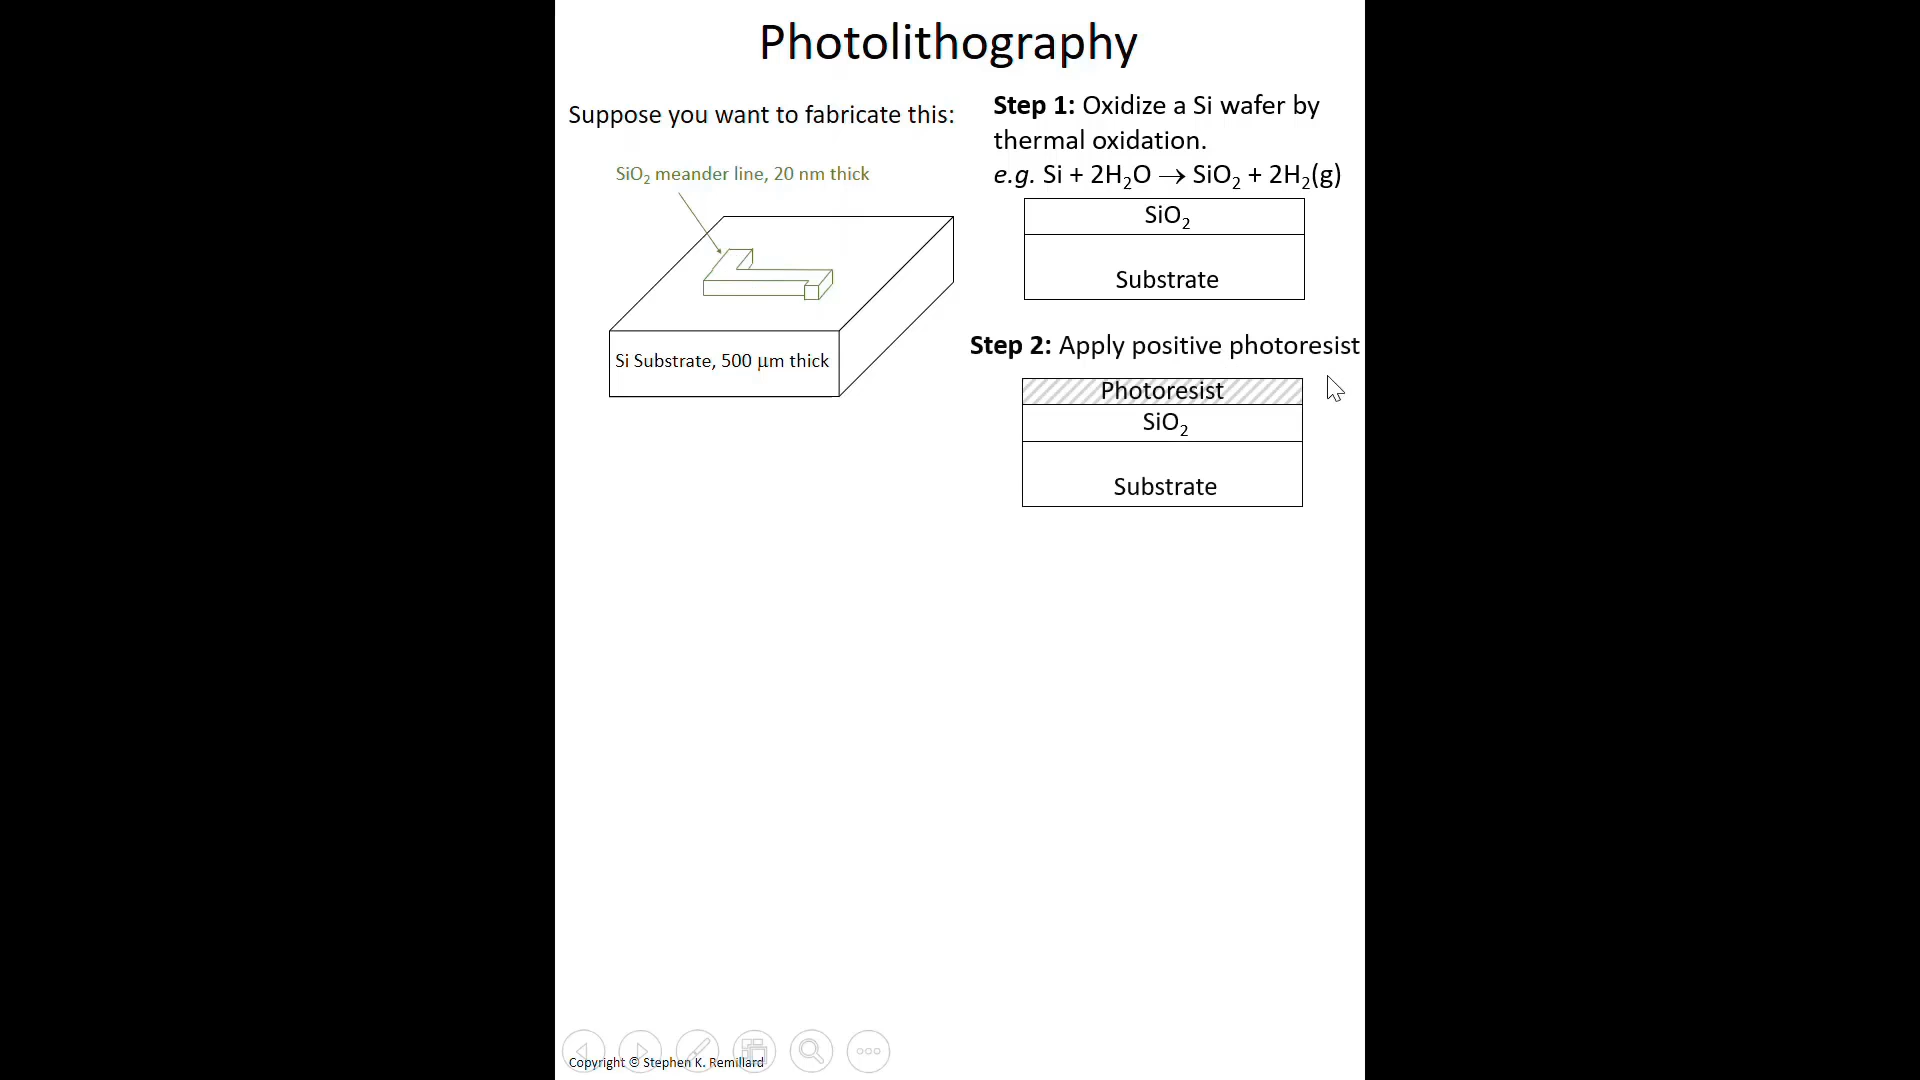 Photolithography
Suppose you want to fabricate this:
SiO₂ meander line, 20 nm thick
Si Substrate, 500 μm thick
Step 1: Oxidize a Si wafer by
thermal oxidation.
e.g. Si + 2H₂O → SiO₂ + 2H₂(g)
SiO₂
Substrate
Step 2: Apply positive photoresist
Photoresist
SiO₂
Substrate
Copyright © Stephen K. Remillard